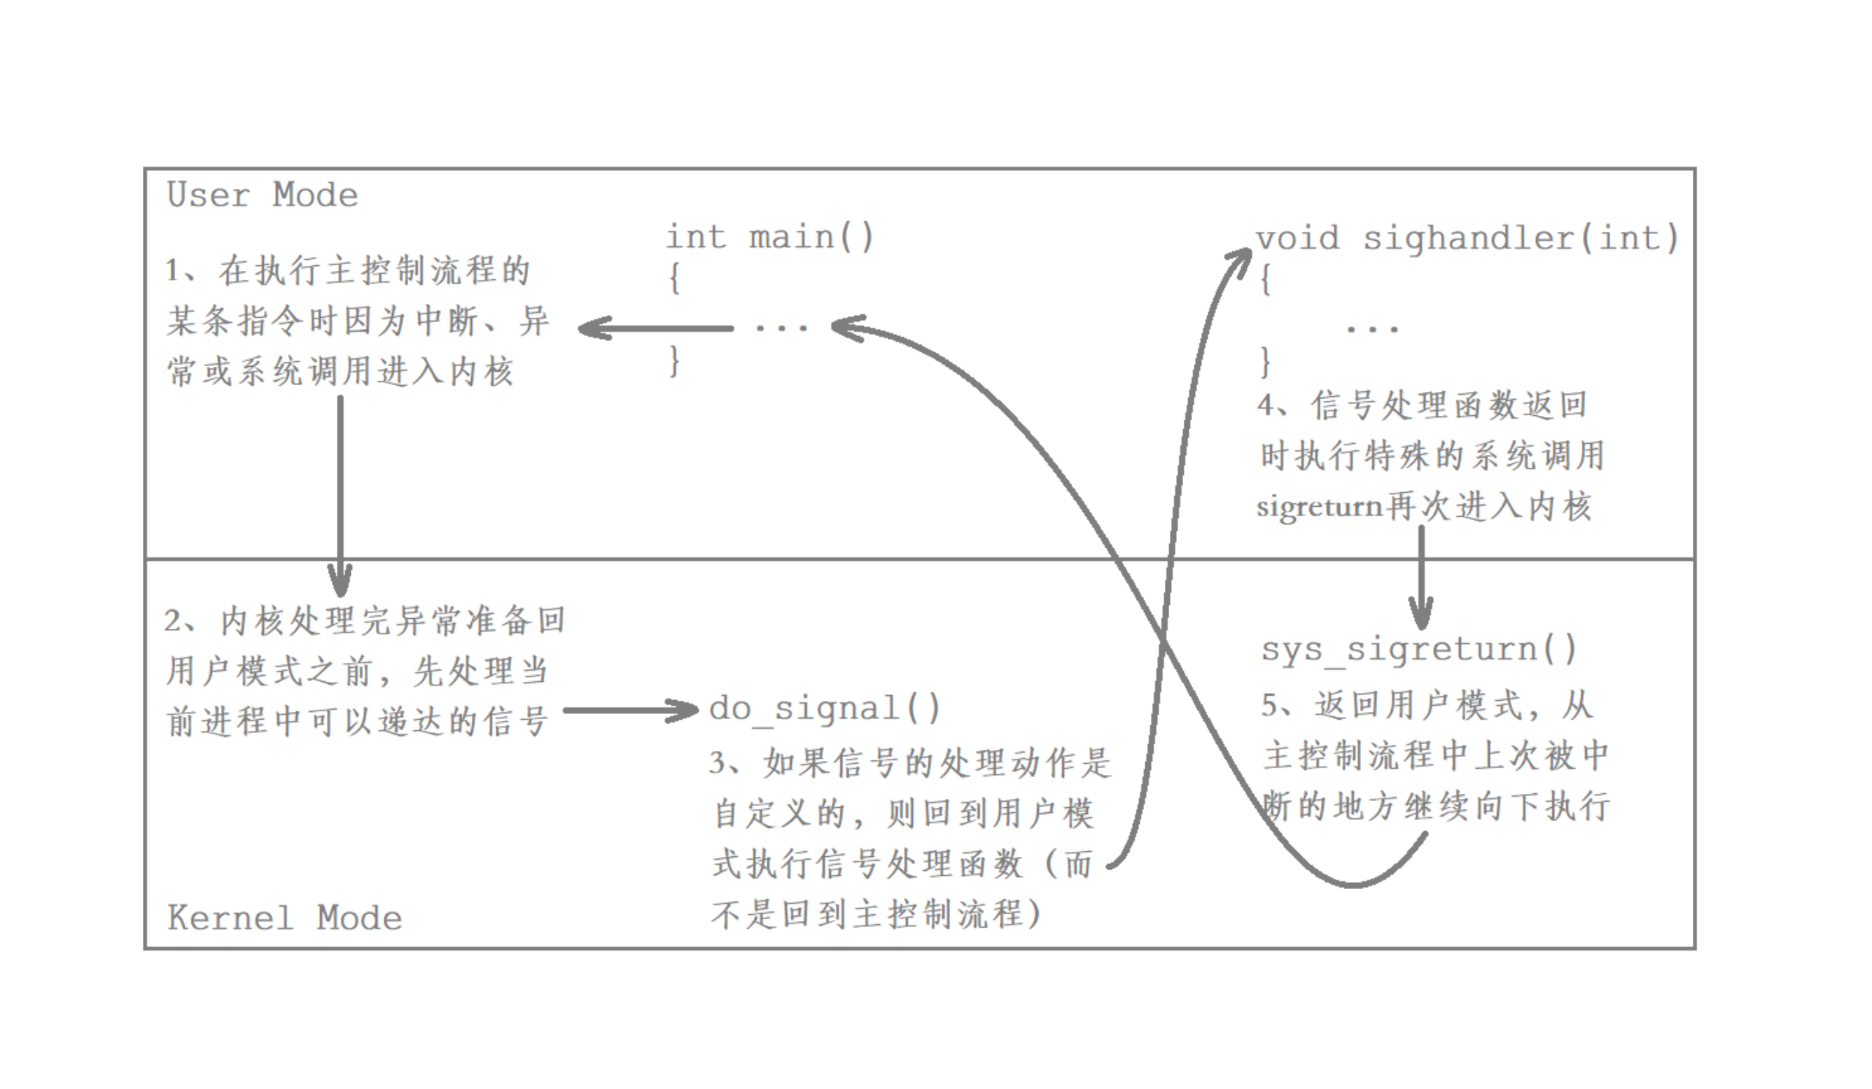 User Mode
1、在执行主控制流程的
某条指令时因为中断、异
常或系统调用进入内核
int main()
{
...
}
void sighandler(int)
{
...
}
4、信号处理函数返回
时执行特殊的系统调用
sigreturn再次进入内核
2、内核处理完异常准备回
用户模式之前，先处理当
前进程中可以递达的信号
do_signal()
3、如果信号的处理动作是
自定义的，则回到用户模
式执行信号处理函数（而
不是回到主控制流程）
sys_sigreturn()
5、返回用户模式，从
主控制流程中上次被中
断的地方继续向下执行
Kernel Mode